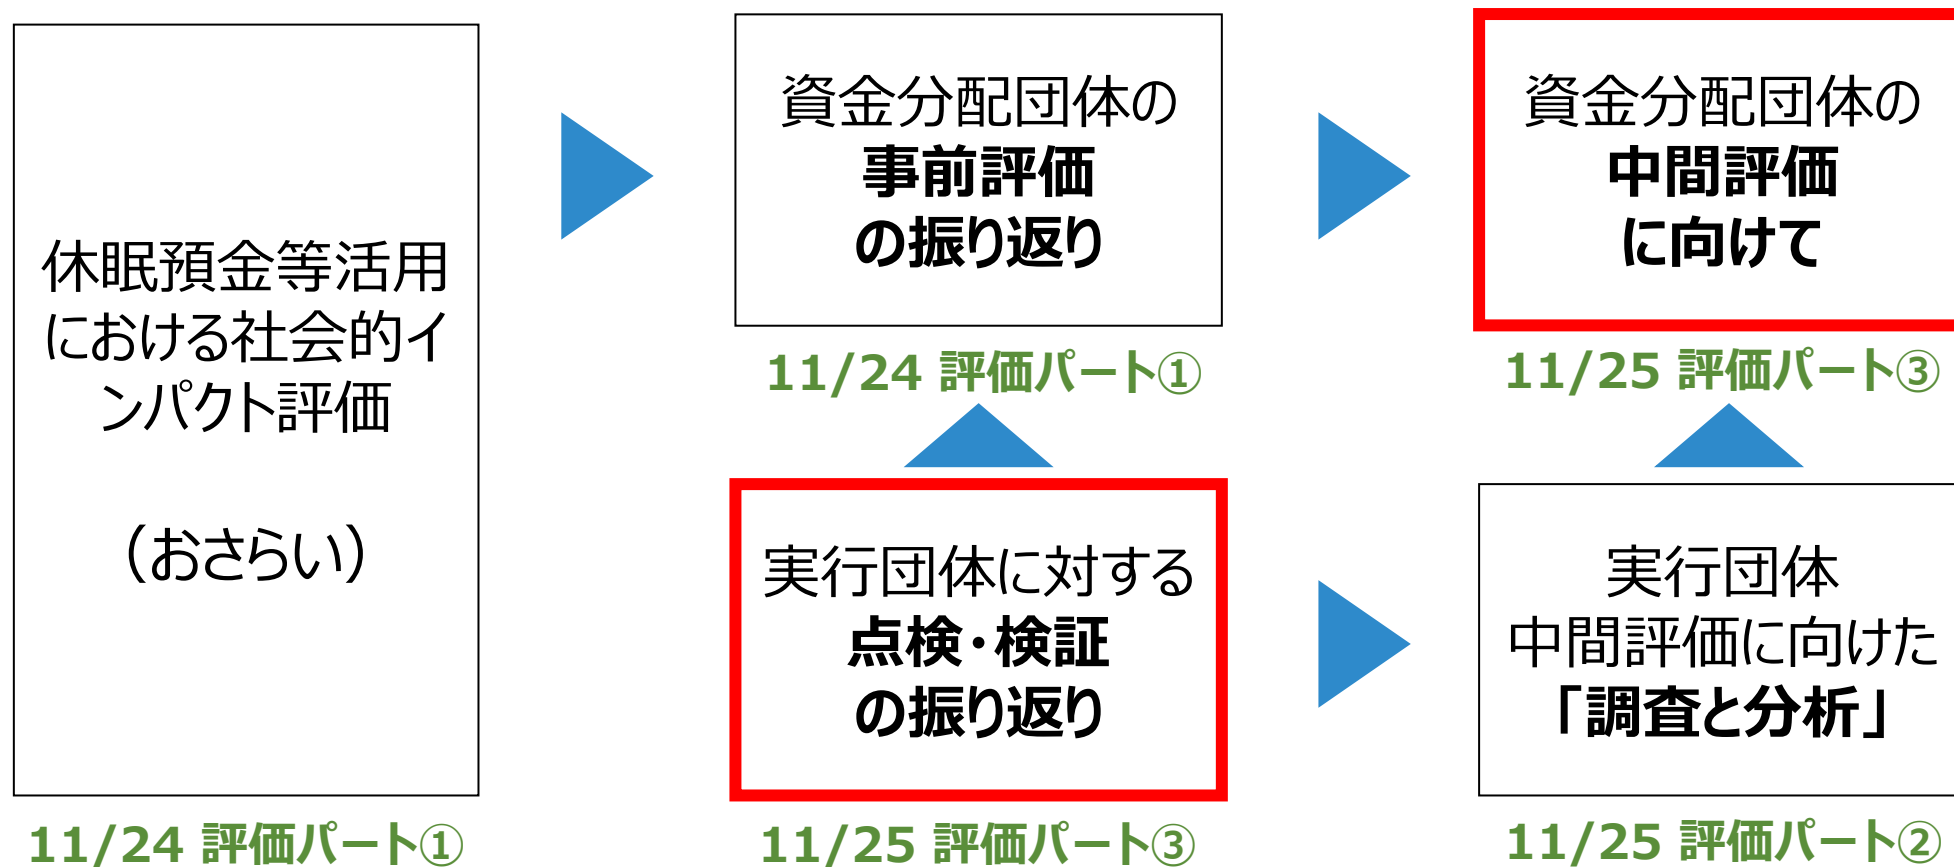 休眠預金等活用
における社会的イ
ンパクト評価
（おさらい）
11/24 評価パート①
資金分配団体の
事前評価
の振り返り
11/24 評価パート①
資金分配団体の
中間評価
に向けて
11/25 評価パート③
実行団体に対する
点検・検証
の振り返り
11/25 評価パート③
実行団体
中間評価に向けた
「調査と分析」
11/25 評価パート②